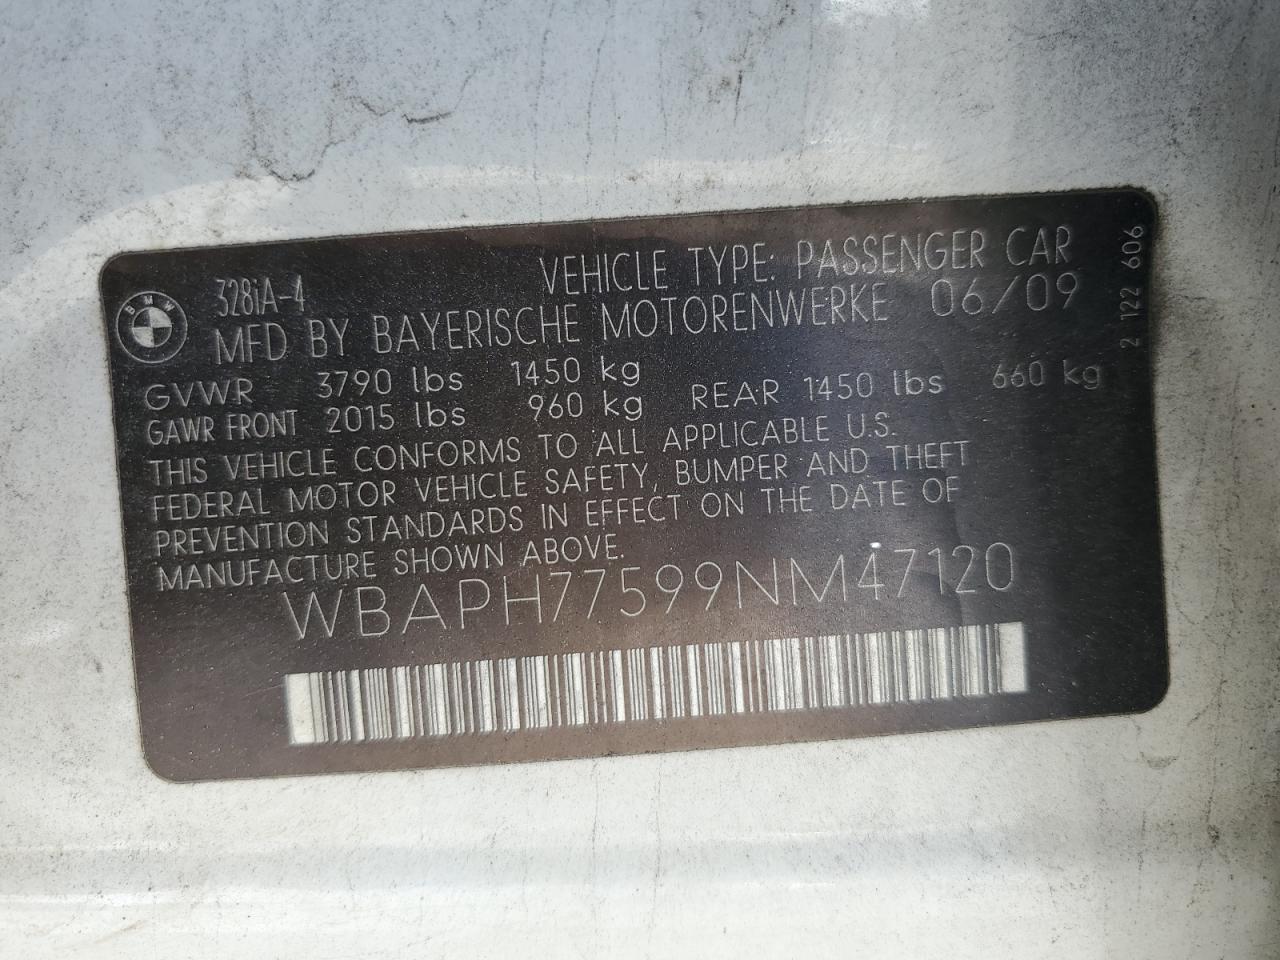 BMW
328iA-4
VEHICLE TYPE: PASSENGER CAR
MFD BY BAYERISCHE MOTORENWERKE 06/09
GVWR 3790 lbs 1450 kg
GAWR FRONT 2015 lbs 960 kg REAR 1450 lbs 660 kg
THIS VEHICLE CONFORMS TO ALL APPLICABLE U.S.
FEDERAL MOTOR VEHICLE SAFETY, BUMPER AND THEFT
PREVENTION STANDARDS IN EFFECT ON THE DATE OF
MANUFACTURE SHOWN ABOVE.
WBAPH77599NM47120
2 122 606